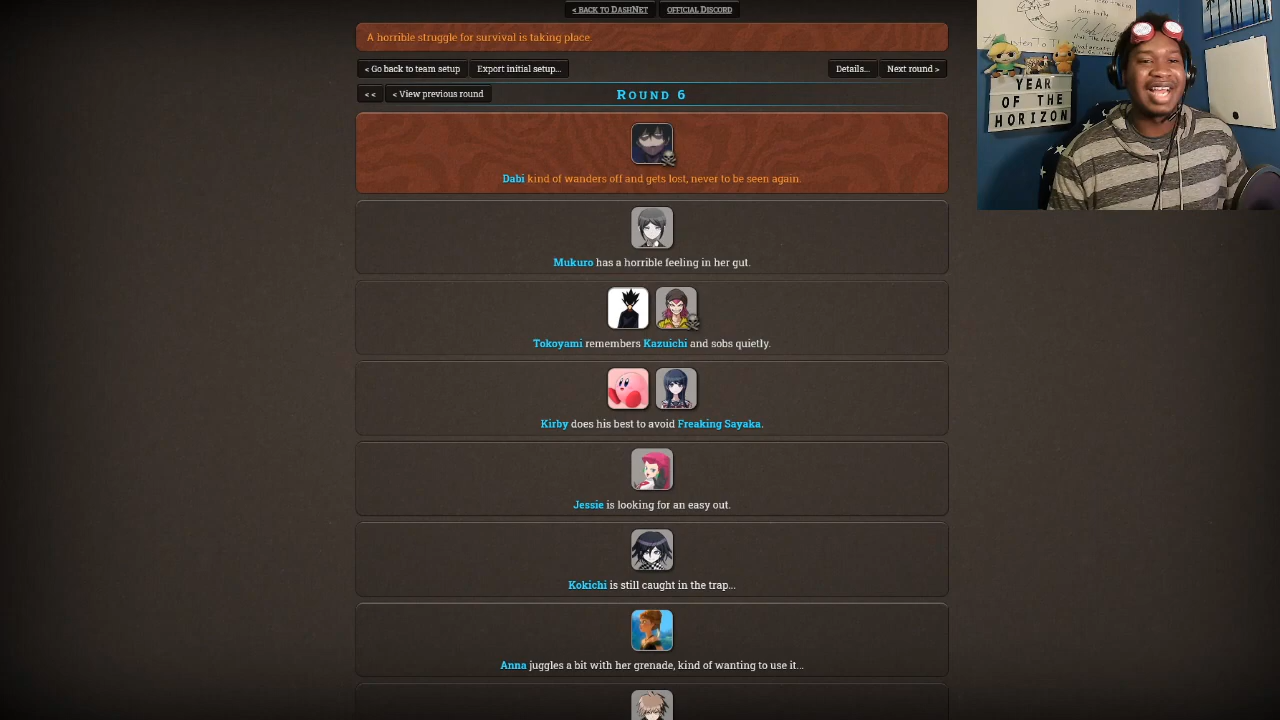 < Back to DashNet
Official Discord
A horrible struggle for survival is taking place.
< Go back to team setup
Export initial setup...
Details...
Next round >
< <
< View previous round
Round 6
Dabi kind of wanders off and gets lost, never to be seen again.
Mukuro has a horrible feeling in her gut.
Tokoyami remembers Kazuichi and sobs quietly.
Kirby does his best to avoid Freaking Sayaka.
Jessie is looking for an easy out.
Kokichi is still caught in the trap...
Anna juggles a bit with her grenade, kind of wanting to use it...
YEAR
OF THE
HORIZON